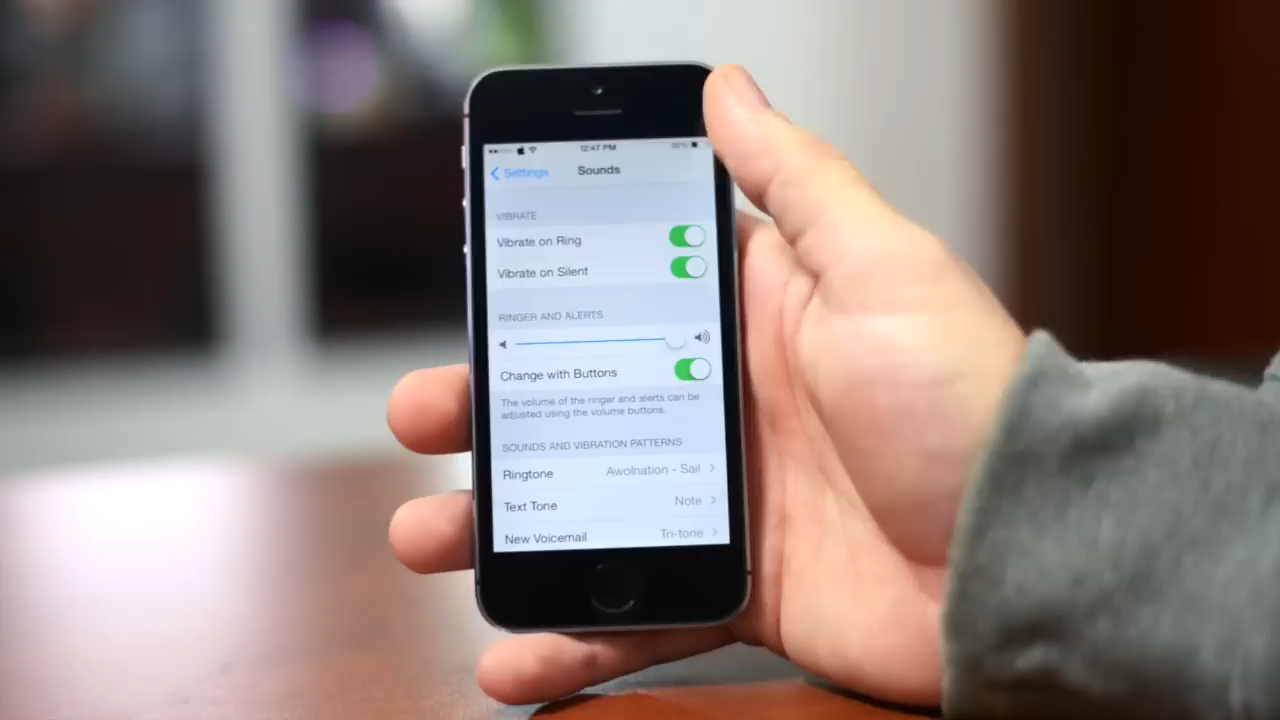 12:47 PM
Settings
Sounds
VIBRATE
Vibrate on Ring
Vibrate on Silent
RINGER AND ALERTS
Change with Buttons
The volume of the ringer and alerts can be
adjusted using the volume buttons.
SOUNDS AND VIBRATION PATTERNS
Ringtone Awolnation - Sail
Text Tone Note
New Voicemail Tri-tone